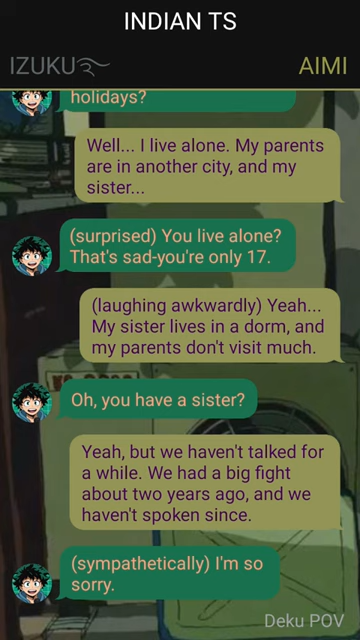 INDIAN TS
IZUKU
AIMI
holidays?
Well... I live alone. My parents
are in another city, and my
sister...
(surprised) You live alone?
That's sad-you're only 17.
(laughing awkwardly) Yeah...
My sister lives in a dorm, and
my parents don't visit much.
Oh, you have a sister?
Yeah, but we haven't talked for
a while. We had a big fight
about two years ago, and we
haven't spoken since.
(sympathetically) I'm so
sorry.
Deku POV